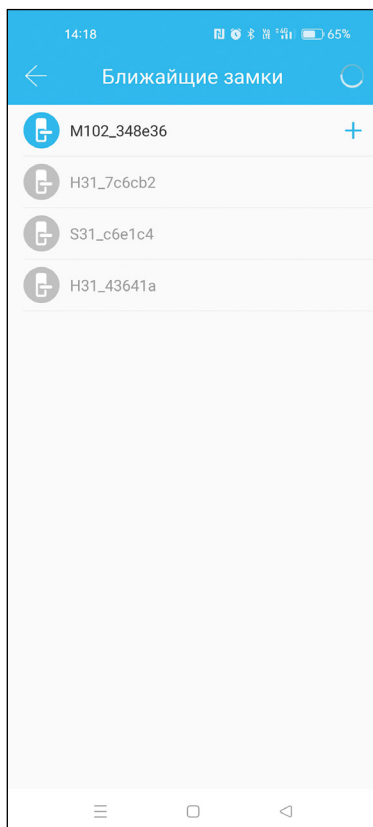 14:18
65%
Ближайшие замки
M102_348e36
H31_7c6cb2
S31_c6e1c4
H31_43641a